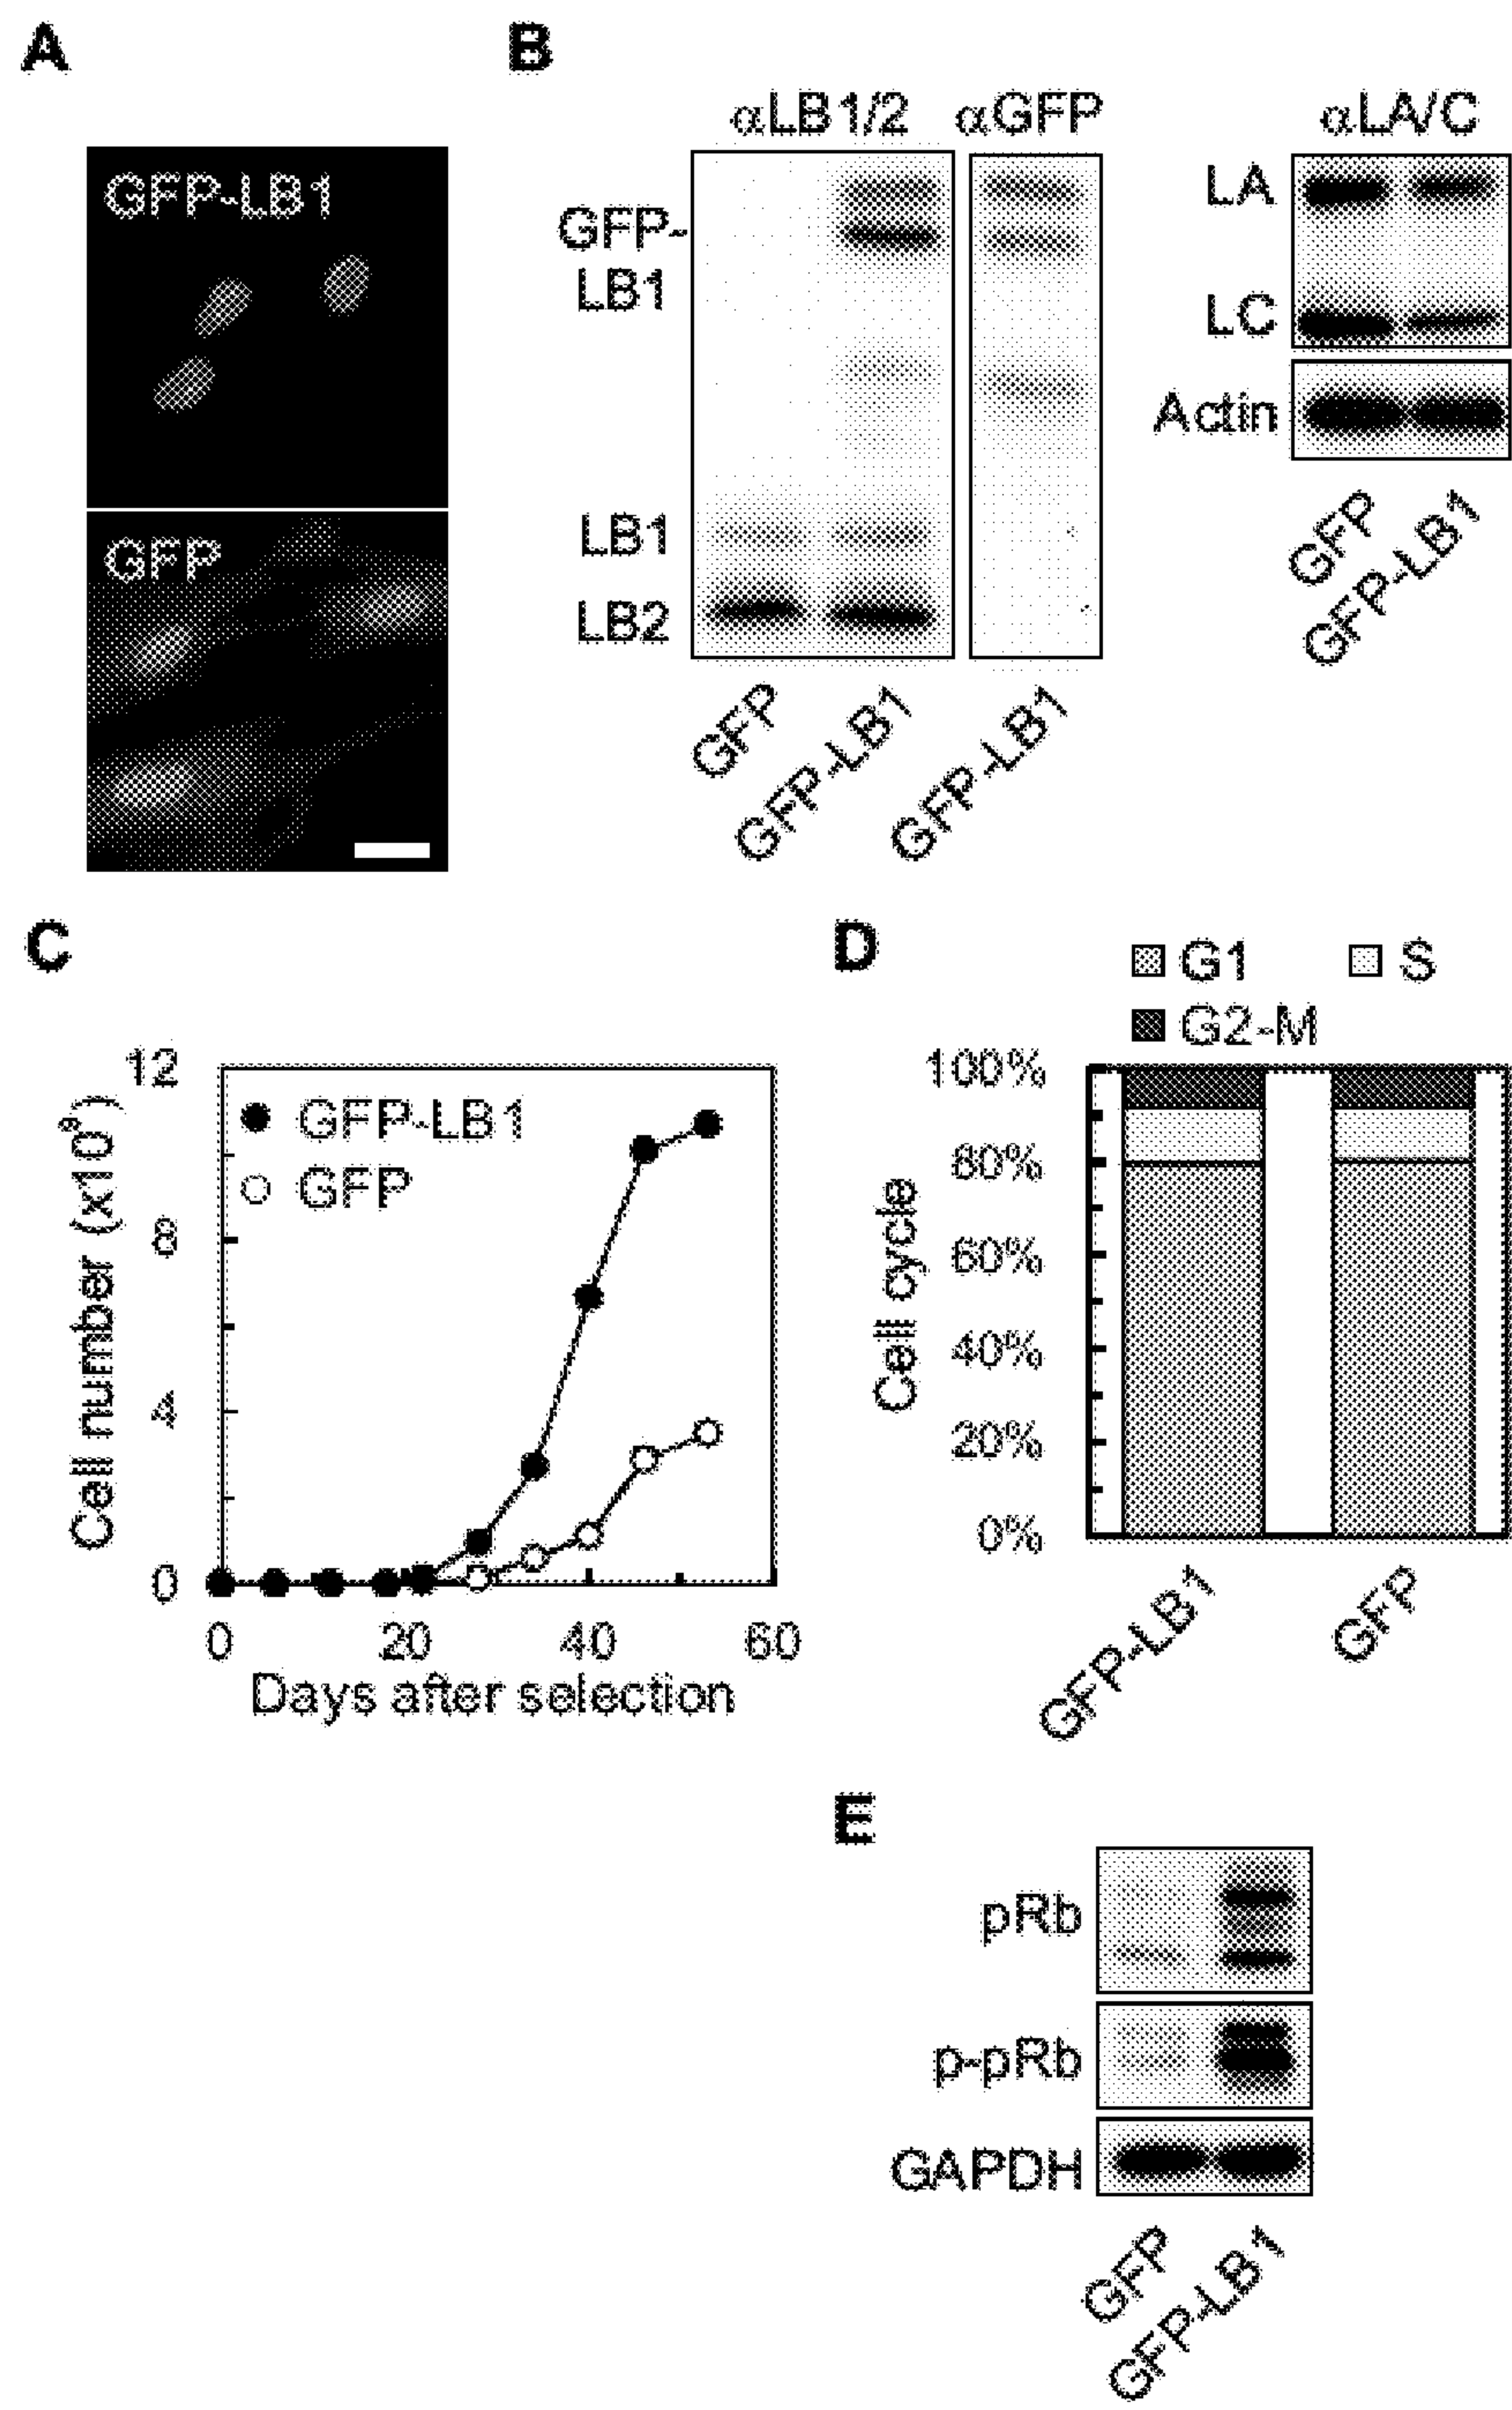 A
GFP-LB1
GFP
B
αLB1/2
αGFP
αLA/C
GFP-
LB1
LB1
LB2
LA
LC
Actin
GFP
GFP-LB1
GFP-LB1
GFP
GFP-LB1
C
12
8
4
0
Cell number (x10⁹)
GFP-LB1
GFP
0
20
40
60
Days after selection
D
G1
S
G2-M
100%
80%
60%
40%
20%
0%
Cell cycle
GFP-LB1
GFP
E
pRb
p-pRb
GAPDH
GFP
GFP-LB1